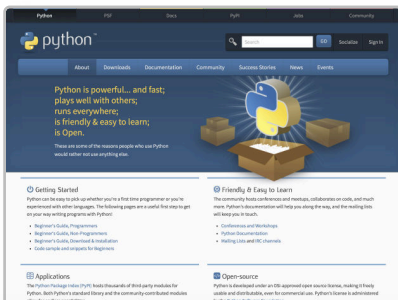 Python
PSF
Docs
PyPI
Jobs
Community
python™
Search
GO
Socialize
Sign In
About
Downloads
Documentation
Community
Success Stories
News
Events
Python is powerful... and fast;
plays well with others;
runs everywhere;
is friendly & easy to learn;
is Open.
These are some of the reasons people who use Python
would rather not use anything else.
Getting Started
Python can be easy to pick up whether you're a first time programmer or you're
experienced with other languages. The following pages are a useful first step to get
on your way writing programs with Python!
Beginner's Guide, Programmers
Beginner's Guide, Non-Programmers
Beginner's Guide, Download & Installation
Code sample and snippets for Beginners
Friendly & Easy to Learn
The community hosts conferences and meetups, collaborates on code, and much
more. Python's documentation will help you along the way, and the mailing lists
will keep you in touch.
Conferences and Workshops
Python Documentation
Mailing Lists and IRC channels
Applications
The Python Package Index (PyPI) hosts thousands of third-party modules for
Python. Both Python's standard library and the community-contributed modules
Open-source
Python is developed under an OSI-approved open source license, making it freely
usable and distributable, even for commercial use. Python's license is administered